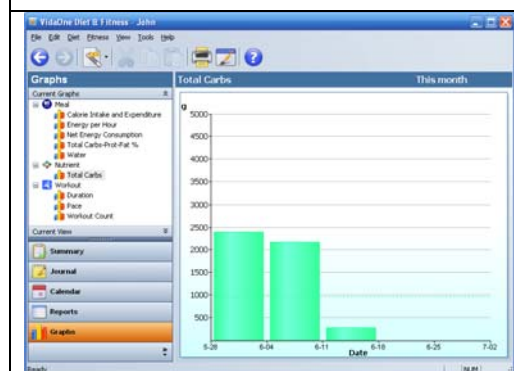 VidaOne Diet & Fitness - John
File Edit Diet Fitness View Tools Help
Graphs
Total Carbs
This month
Current Graphs
Meal
Calorie Intake and Expenditure
Energy per Hour
Net Energy Consumption
Total Carbs-Prot-Fat %
Water
Nutrient
Total Carbs
Workout
Duration
Pace
Workout Count
Current View
Summary
Journal
Calendar
Reports
Graphs
g
5000
4500
4000
3500
3000
2500
2000
1500
1000
500
5-28 6-04 6-11 6-18 6-25 7-02
Date
Ready
NUM